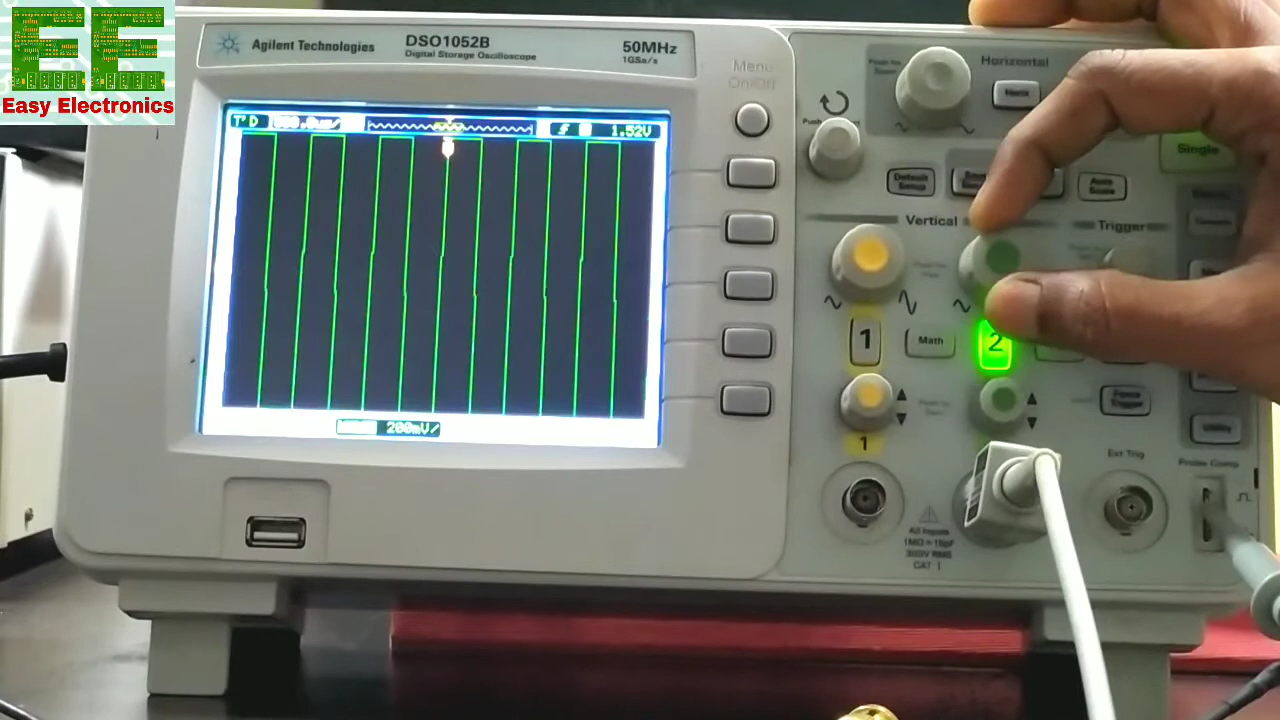 EE
Easy Electronics
Agilent Technologies
DSO1052B
Digital Storage Oscilloscope
50MHz
1GSa/s
Menu
On/Off
T'D
1.52V
200mV/
Horizontal
Default
Setup
Auto
Scale
Single
Vertical
Trigger
1
Math
2
Force
Trigger
Utility
1
Ext Trig
Probe Comp
All Inputs
300V RMS
CAT I